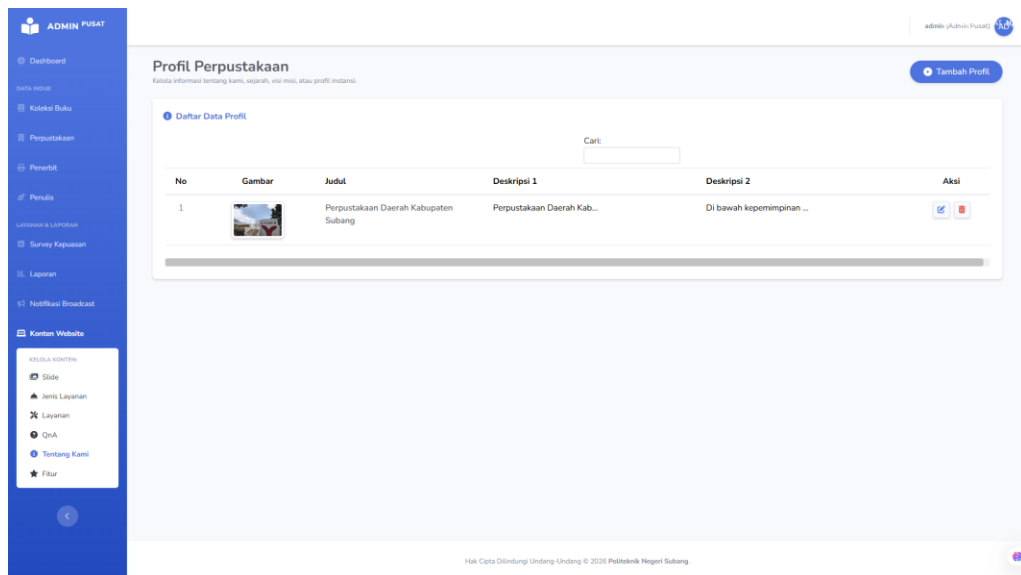 ADMIN PUSAT
admin (Admin Pusat)
Dashboard
DATA INDUK
Koleksi Buku
Perpustakaan
Penerbit
Penulis
LAYANAN & LAPORAN
Survey Kepuasan
Laporan
Notifikasi Broadcast
Konten Website
KELOLA KONTEN:
Slide
Jenis Layanan
Layanan
QnA
Tentang Kami
Fitur
Profil Perpustakaan
Kelola informasi tentang kami, sejarah, visi misi, atau profil instansi.
Tambah Profil
Daftar Data Profil
Cari:
No Gambar Judul Deskripsi 1 Deskripsi 2 Aksi
1 Perpustakaan Daerah Kabupaten Subang Perpustakaan Daerah Kab... Di bawah kepemimpinan ...
Hak Cipta Dilindungi Undang-Undang © 2026 Politeknik Negeri Subang